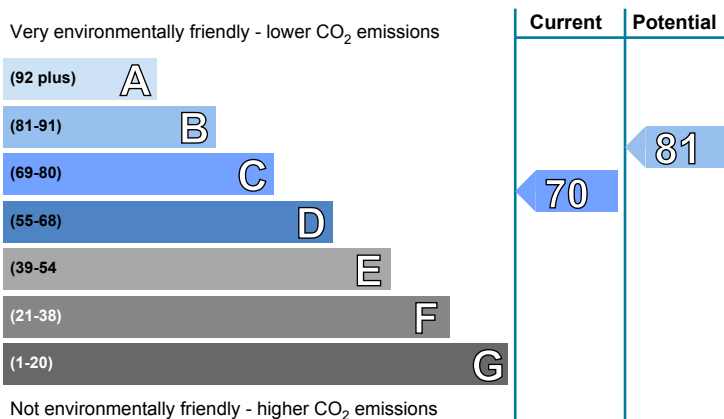 Very environmentally friendly - lower CO2 emissions
Current
Potential
(92 plus) A
(81-91) B
(69-80) C
(55-68) D
(39-54 E
(21-38) F
(1-20) G
81
70
Not environmentally friendly - higher CO2 emissions